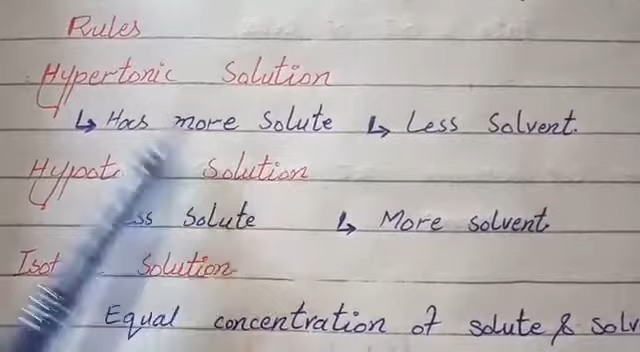 Rules
Hypertonic Solution
↳ Has more Solute ↳ Less Solvent.
Solution
Solute ↳ More solvent
Solution
Equal concentration of solute &